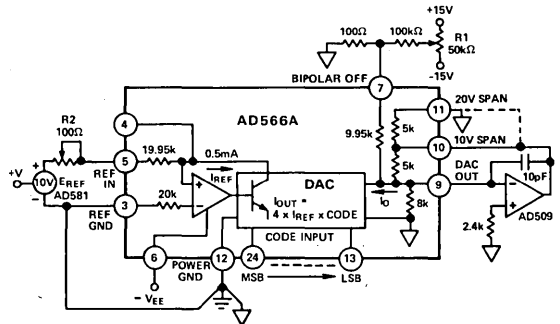 +15V
100Ω
100kΩ
R1
50kΩ
-15V
7
BIPOLAR OFF
11
20V SPAN
AD566A
4
R2
100Ω
9.95k
5k
10
10V SPAN
19.95k
0.5mA
5
+V
+
10V
EREF
AD581
-
REF
IN
+
IREF
5k
DAC
9
DAC
OUT
10pF
-
+
AD509
3
REF
GND
20k
-
IOUT =
4 × IREF × CODE
IO
8k
CODE INPUT
2.4k
6
POWER
GND
12
24
MSB
13
LSB
- VEE